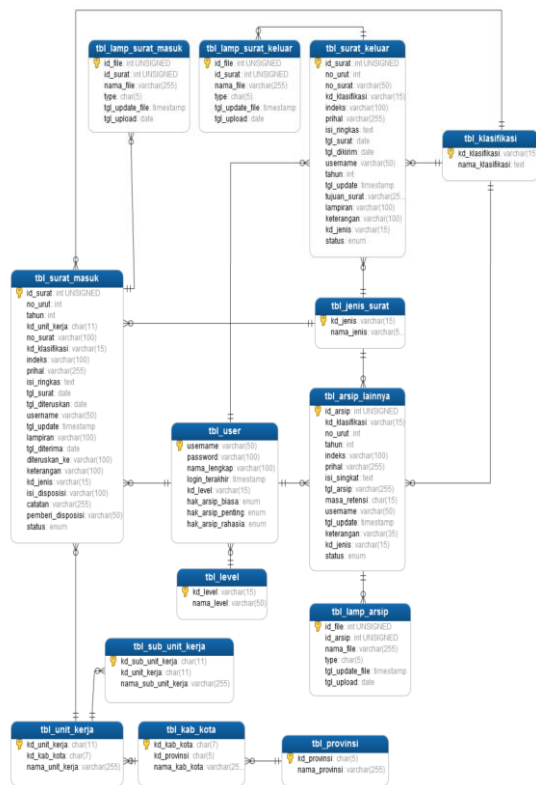 tbl_lamp_surat_masuk
id_file int UNSIGNED
id_surat int UNSIGNED
nama_file varchar(255)
type char(5)
tgl_update_file timestamp
tgl_upload date
tbl_lamp_surat_keluar
id_file int UNSIGNED
id_surat int UNSIGNED
nama_file varchar(255)
type char(5)
tgl_update_file timestamp
tgl_upload date
tbl_surat_keluar
id_surat int UNSIGNED
no_urut int
no_surat varchar(50)
kd_klasifikasi varchar(15)
indeks varchar(100)
prihal varchar(255)
isi_ringkas text
tgl_surat date
tgl_dikirim date
username varchar(50)
tahun int
tgl_update timestamp
tujuan_surat varchar(25...
lampiran varchar(100)
keterangan varchar(100)
kd_jenis varchar(15)
status enum
tbl_klasifikasi
kd_klasifikasi varchar(15
nama_klasifikasi text
tbl_surat_masuk
id_surat int UNSIGNED
no_urut int
tahun int
kd_unit_kerja char(11)
no_surat varchar(100)
kd_klasifikasi varchar(15)
indeks varchar(100)
prihal varchar(255)
isi_ringkas text
tgl_surat date
tgl_diteruskan date
username varchar(50)
tgl_update timestamp
lampiran varchar(100)
tgl_diterima date
diteruskan_ke varchar(100)
keterangan varchar(100)
kd_jenis varchar(15)
isi_disposisi varchar(100)
catatan varchar(255)
pemberi_disposisi varchar(50)
status enum
tbl_jenis_surat
kd_jenis varchar(15)
nama_jenis varchar(5...
tbl_user
username varchar(50)
password varchar(100)
nama_lengkap varchar(100)
login_terakhir timestamp
kd_level varchar(15)
hak_arsip_biasa enum
hak_arsip_penting enum
hak_arsip_rahasia enum
tbl_arsip_lainnya
id_arsip int UNSIGNED
kd_klasifikasi varchar(15)
no_urut int
tahun int
indeks varchar(100)
prihal varchar(255)
isi_singkat text
tgl_arsip varchar(255)
masa_retensi char(15)
username varchar(50)
tgl_update timestamp
keterangan varchar(35)
kd_jenis varchar(15)
status enum
tbl_level
kd_level varchar(15)
nama_level varchar(50)
tbl_lamp_arsip
id_file int UNSIGNED
id_arsip int UNSIGNED
nama_file varchar(255)
type char(5)
tgl_update_file timestamp
tgl_upload date
tbl_sub_unit_kerja
kd_sub_unit_kerja char(11)
kd_unit_kerja char(11)
nama_sub_unit_kerja varchar(255)
tbl_unit_kerja
kd_unit_kerja char(11)
kd_kab_kota char(7)
nama_unit_kerja varchar(255)
tbl_kab_kota
kd_kab_kota char(7)
kd_provinsi char(5)
nama_kab_kota varchar(25...
tbl_provinsi
kd_provinsi char(5)
nama_provinsi varchar(255)